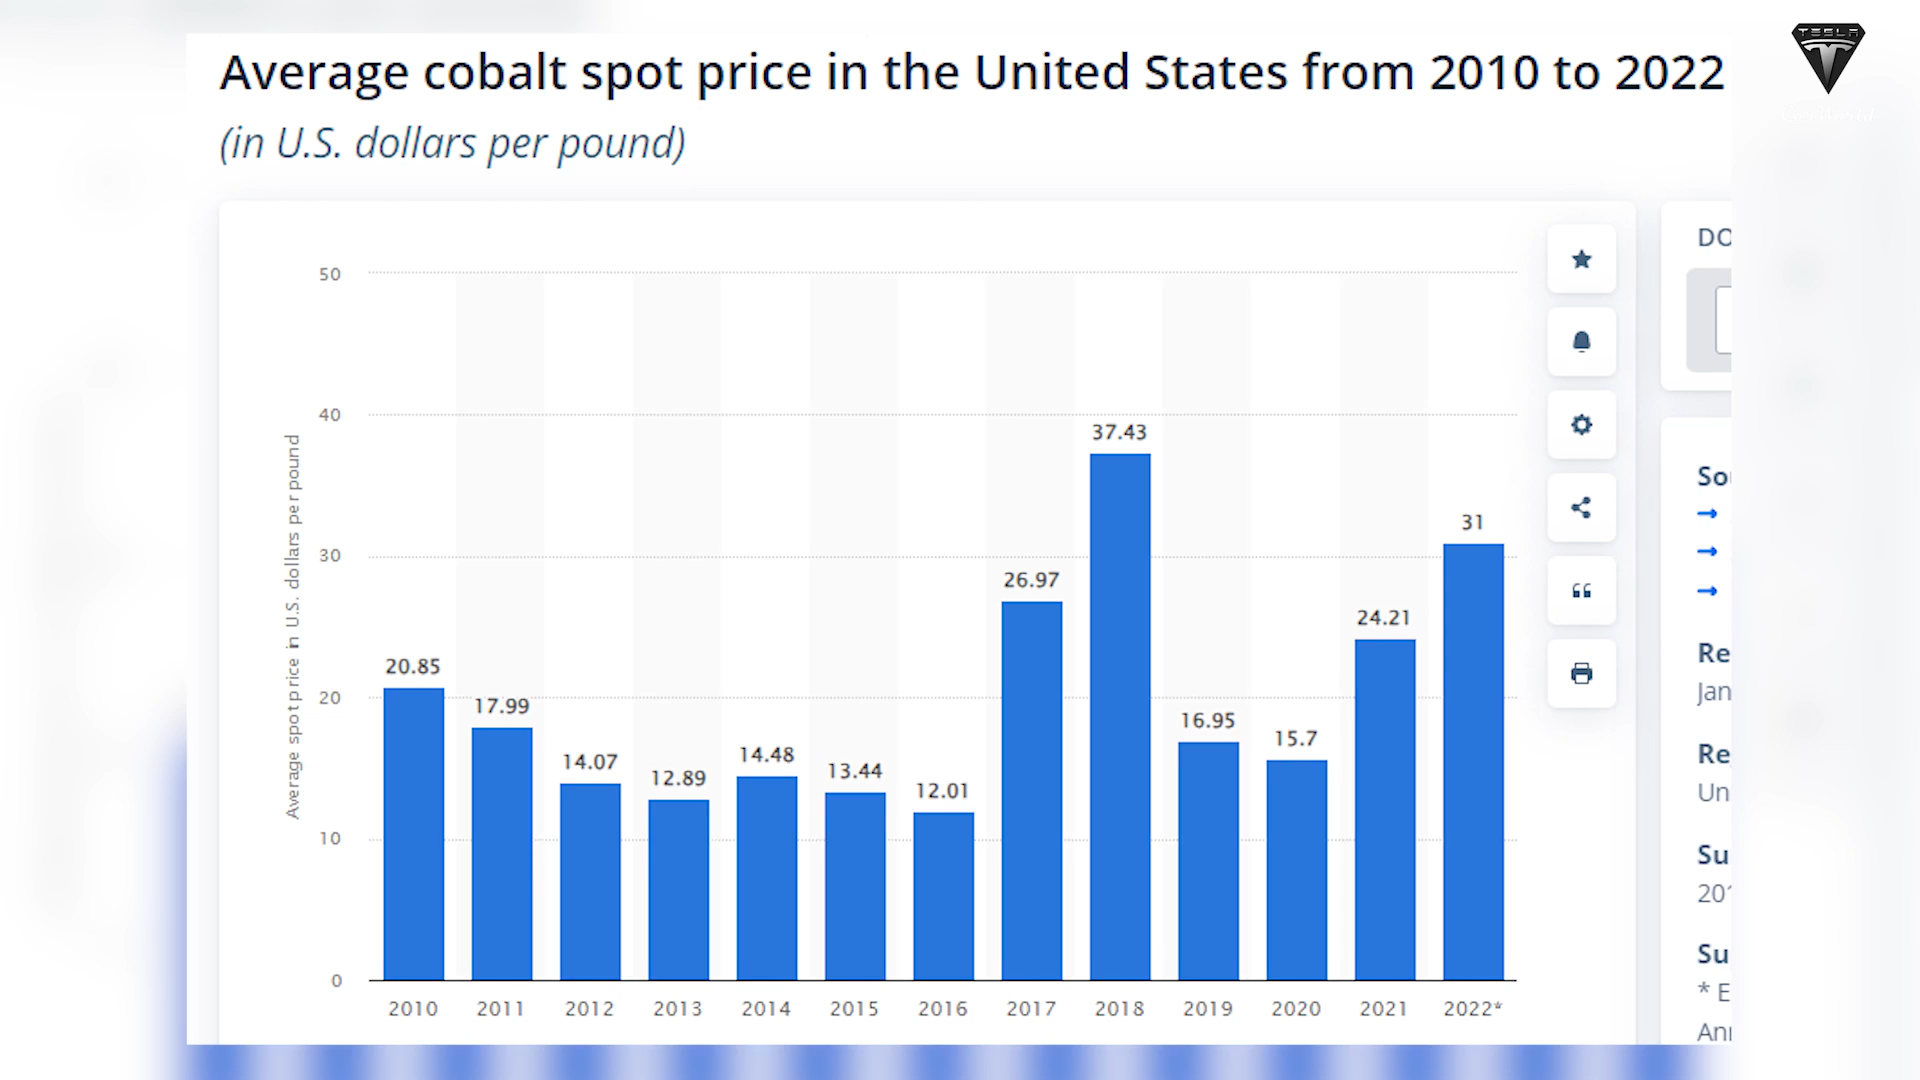 TESLA
Average cobalt spot price in the United States from 2010 to 2022
(in U.S. dollars per pound)
DO
50
40
30
20
10
0
Average spot price in U.S. dollars per pound
20.85
17.99
14.07
12.89
14.48
13.44
12.01
26.97
37.43
16.95
15.7
24.21
31
2010 2011 2012 2013 2014 2015 2016 2017 2018 2019 2020 2021 2022*
Re
Jan
Re
Un
Su
Su
* E